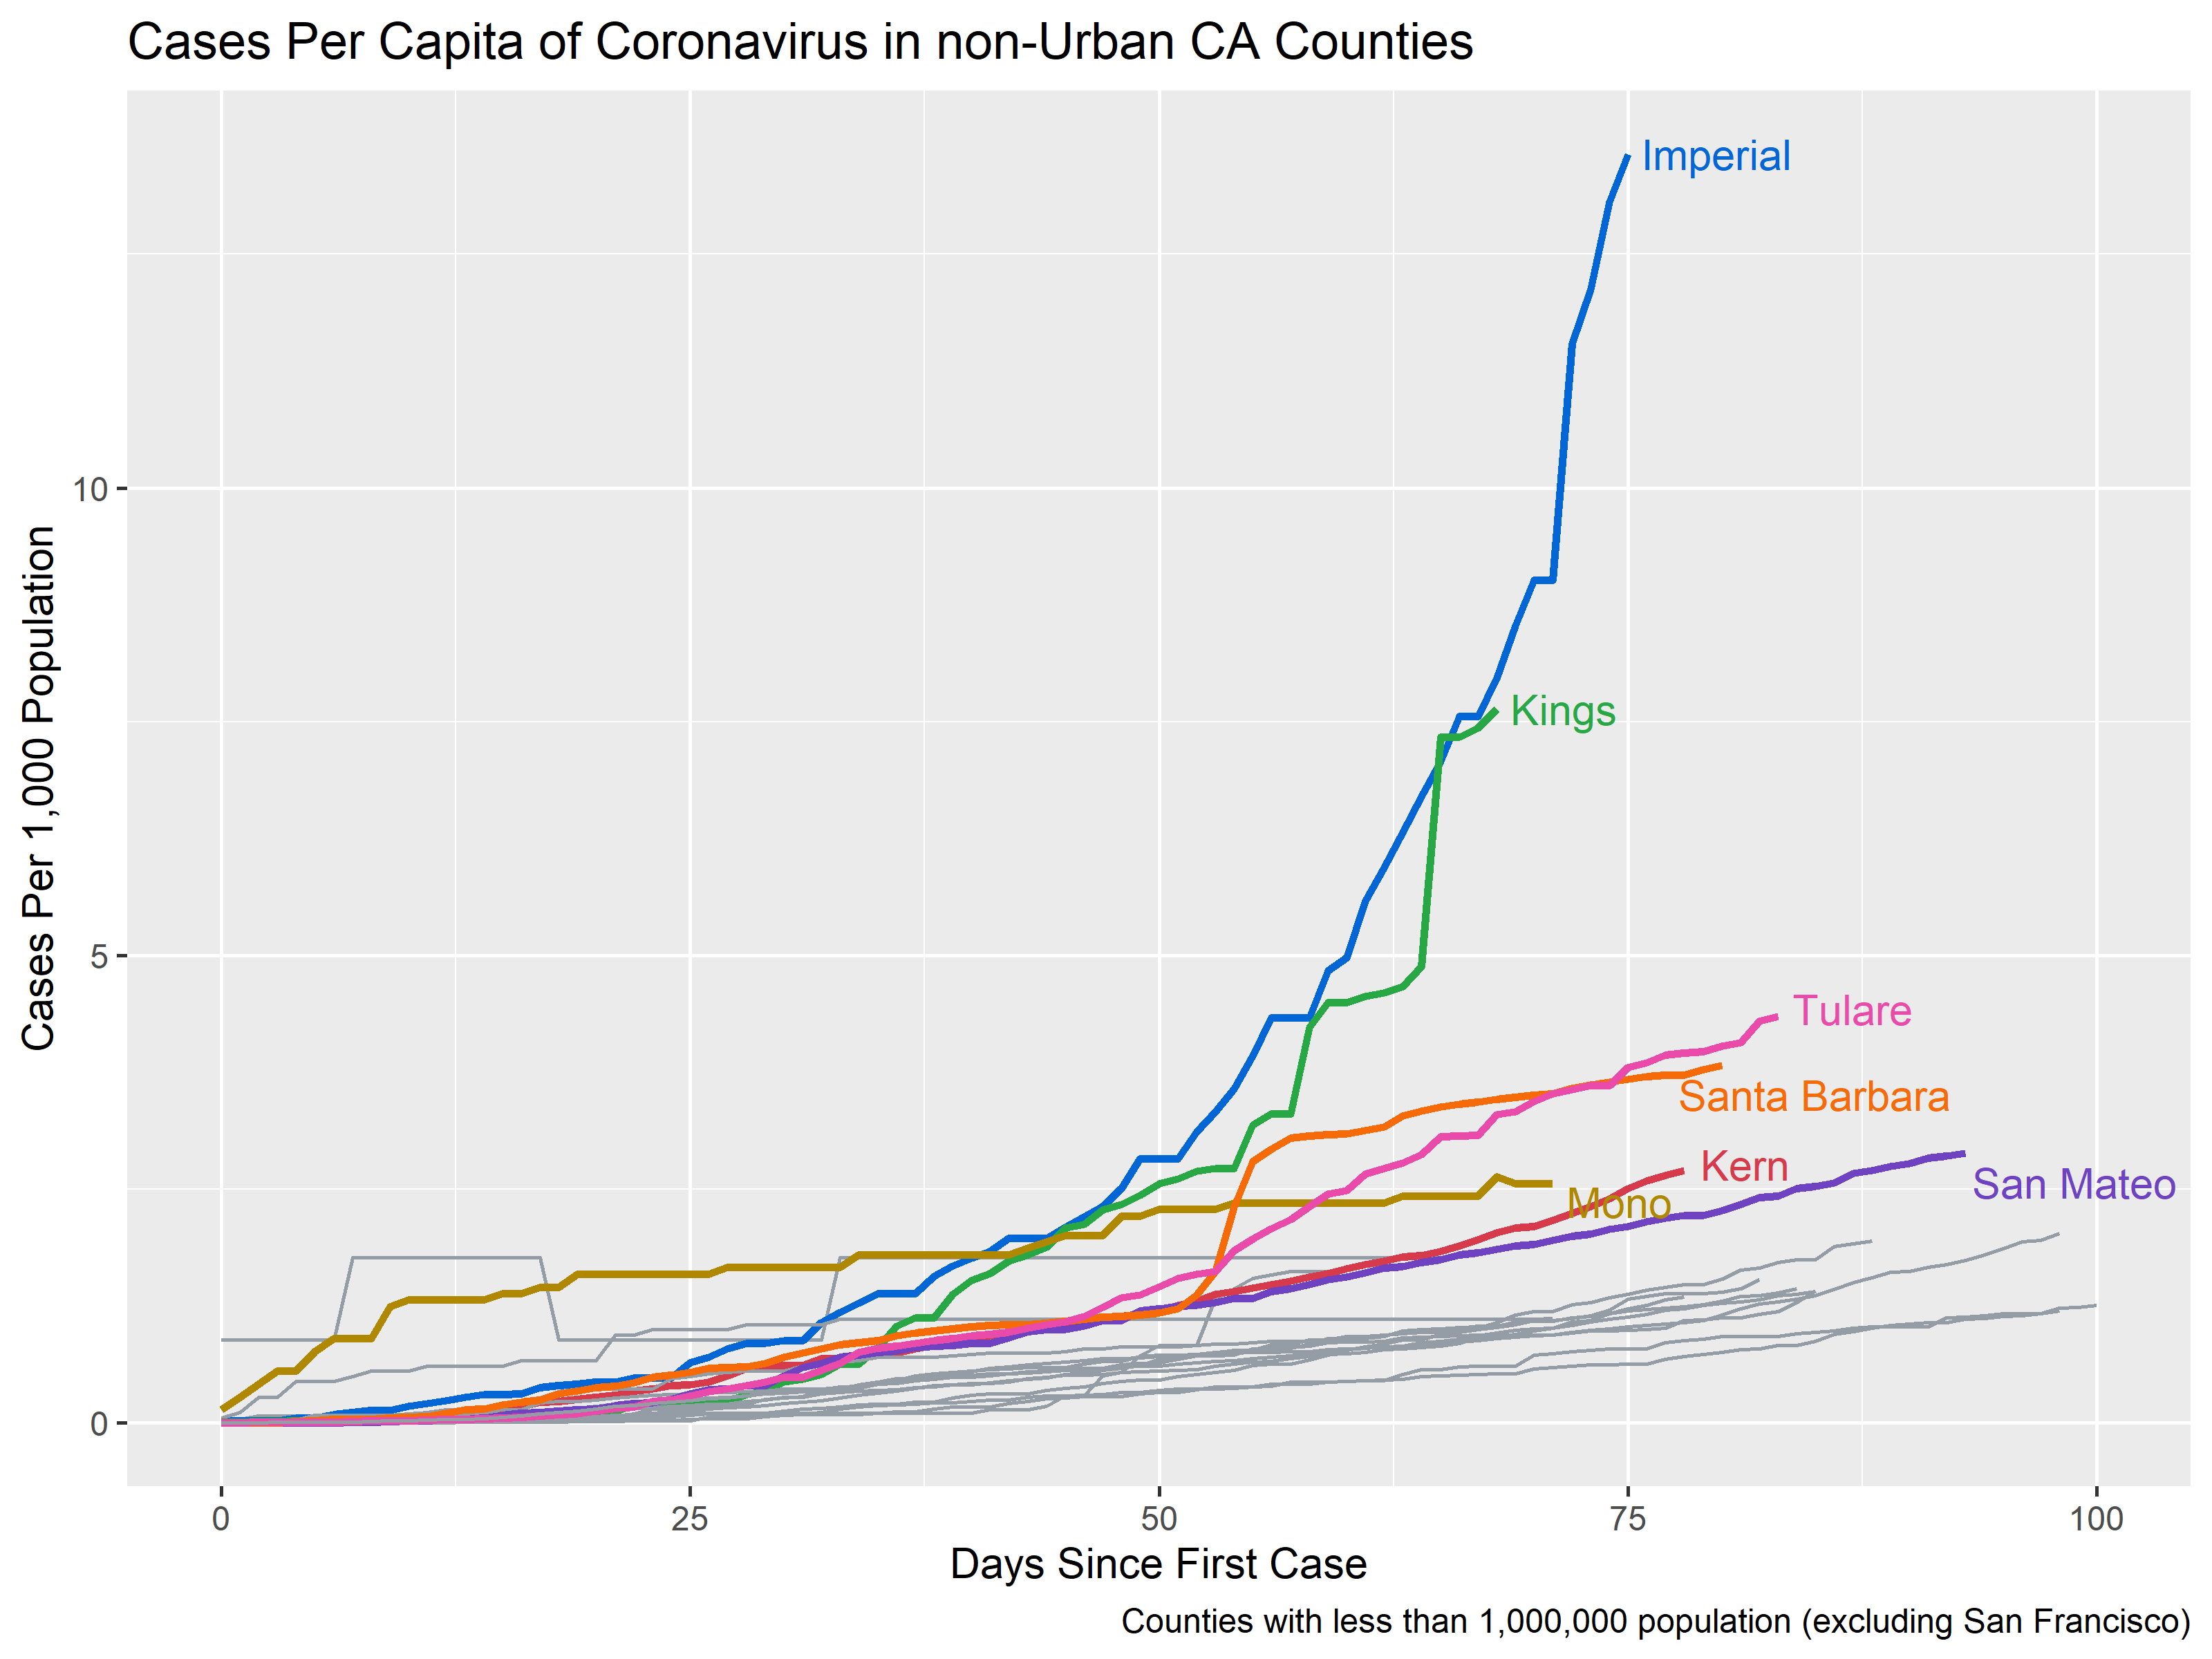 Cases Per Capita of Coronavirus in non-Urban CA Counties
Cases Per 1,000 Population
10
5
0
Imperial
Kings
Tulare
Santa Barbara
Kern
San Mateo
Mono
0 25 50 75 100
Days Since First Case
Counties with less than 1,000,000 population (excluding San Francisco)